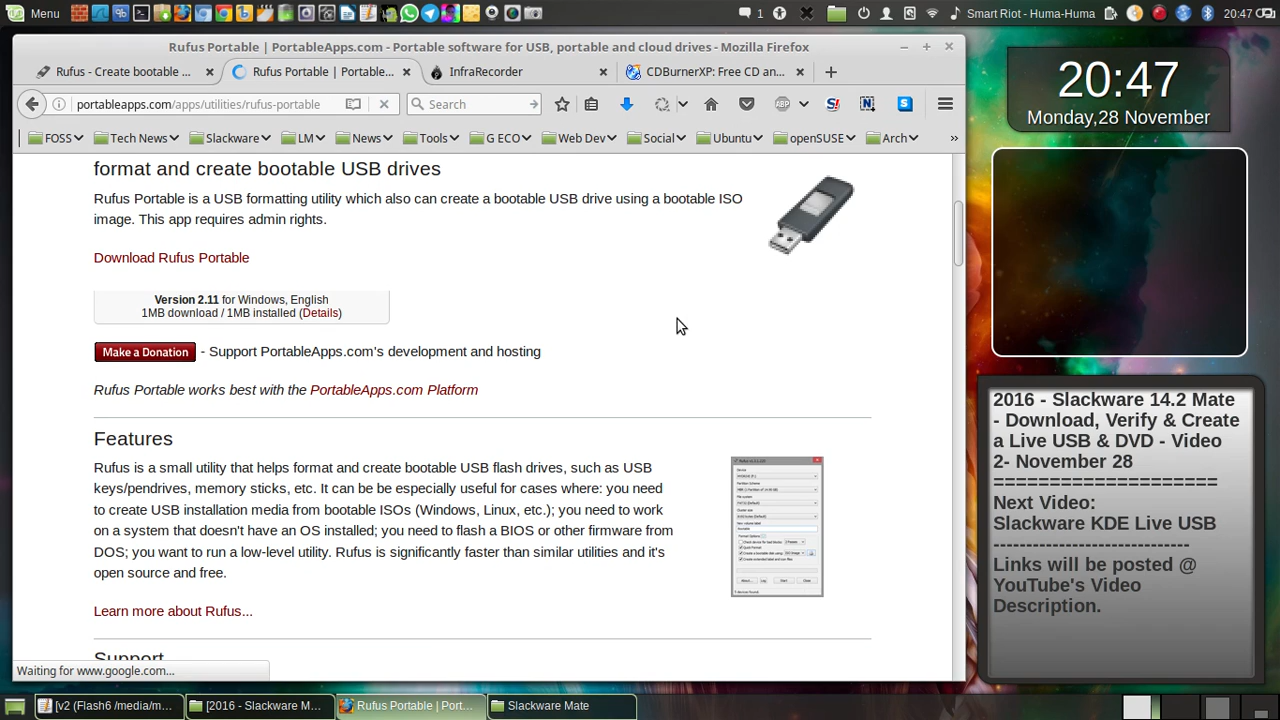 Menu
1
Smart Riot - Huma-Huma
20:47
Rufus Portable | PortableApps.com - Portable software for USB, portable and cloud drives - Mozilla Firefox
Rufus - Create bootable ...
Rufus Portable | Portable...
InfraRecorder
CDBurnerXP: Free CD an...
portableapps.com/apps/utilities/rufus-portable
Search
ABP
FOSS
Tech News
Slackware
LM
News
Tools
G ECO
Web Dev
Social
Ubuntu
openSUSE
Arch
»
format and create bootable USB drives
Rufus Portable is a USB formatting utility which also can create a bootable USB drive using a bootable ISO
image. This app requires admin rights.
Download Rufus Portable
Version 2.11 for Windows, English
1MB download / 1MB installed (Details)
Make a Donation - Support PortableApps.com's development and hosting
Rufus Portable works best with the PortableApps.com Platform
Features
Rufus is a small utility that helps format and create bootable USB flash drives, such as USB
keys/pendrives, memory sticks, etc. It can be be especially useful for cases where: you need
to create USB installation media from bootable ISOs (Windows, Linux, etc.); you need to work
on a system that doesn't have an OS installed; you need to flash a BIOS or other firmware from
DOS; you want to run a low-level utility. Rufus is significantly faster than similar utilities and it's
open source and free.
Learn more about Rufus...
Support
Waiting for www.google.com...
20:47
Monday,28 November
2016 - Slackware 14.2 Mate
- Download, Verify & Create
a Live USB & DVD - Video
2- November 28
====================
Next Video:
Slackware KDE Live USB
----------------------------
Links will be posted @
YouTube's Video
Description.
[v2 (Flash6 /media/m...
[2016 - Slackware M...
Rufus Portable | Port...
Slackware Mate